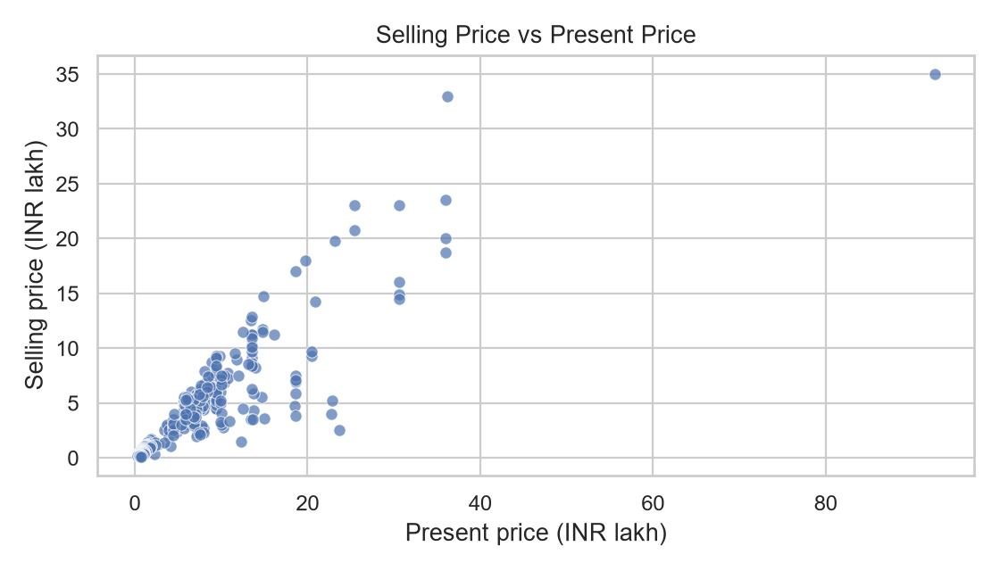 Selling Price vs Present Price
Selling price (INR lakh)
35
30
25
20
15
10
5
0
0 20 40 60 80
Present price (INR lakh)